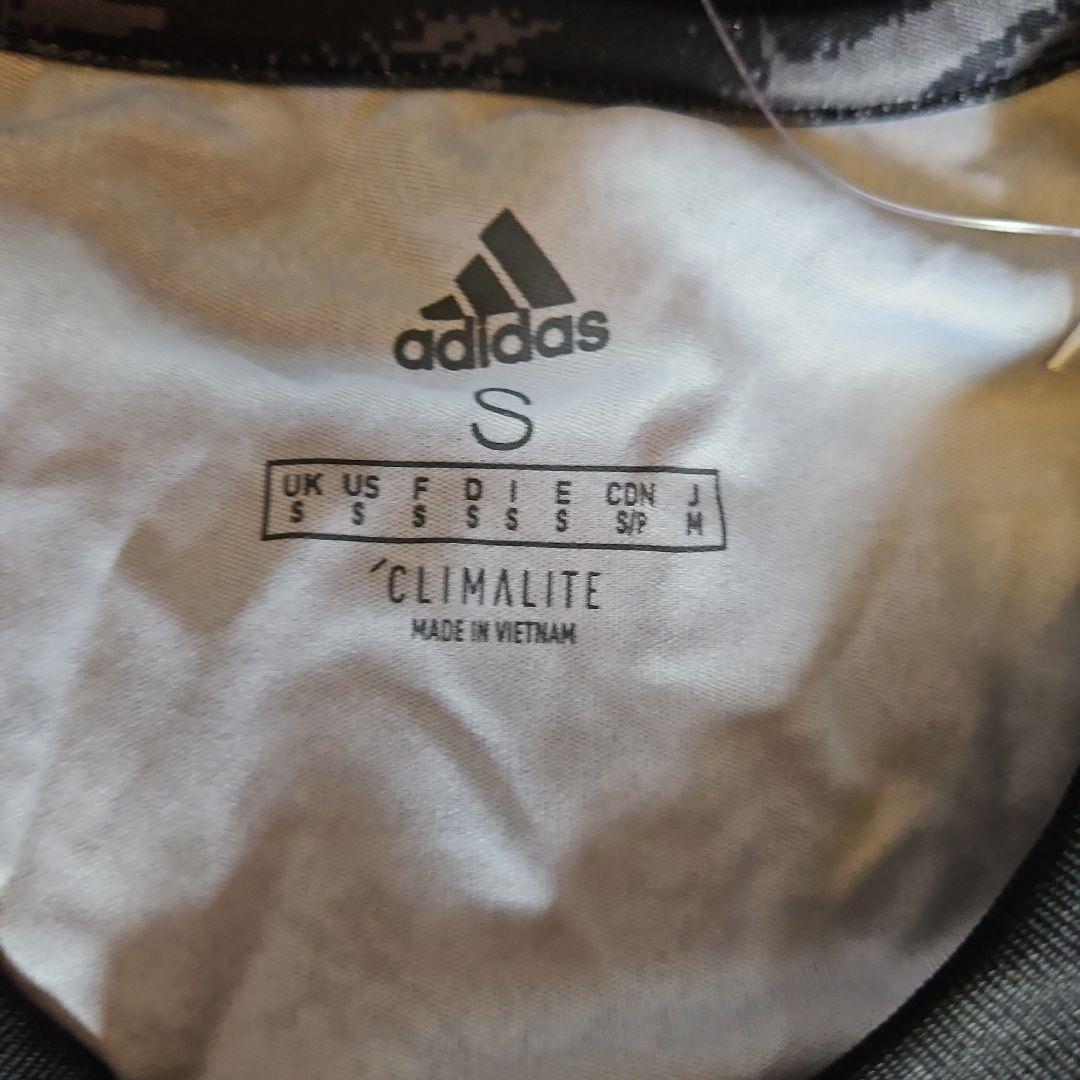 adidas
S
UK US F D I E CDN J
S S S S S S S/P M
´CLIMALITE
MADE IN VIETNAM